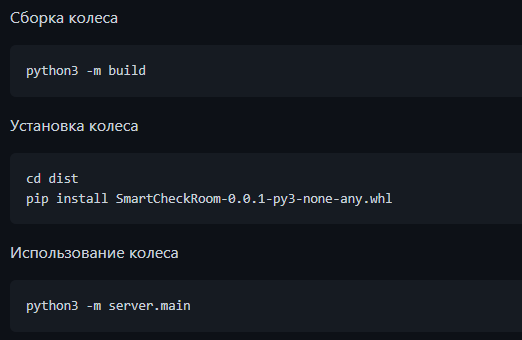 Сборка колеса
python3 -m build
Установка колеса
cd dist
pip install SmartCheckRoom-0.0.1-py3-none-any.whl
Использование колеса
python3 -m server.main